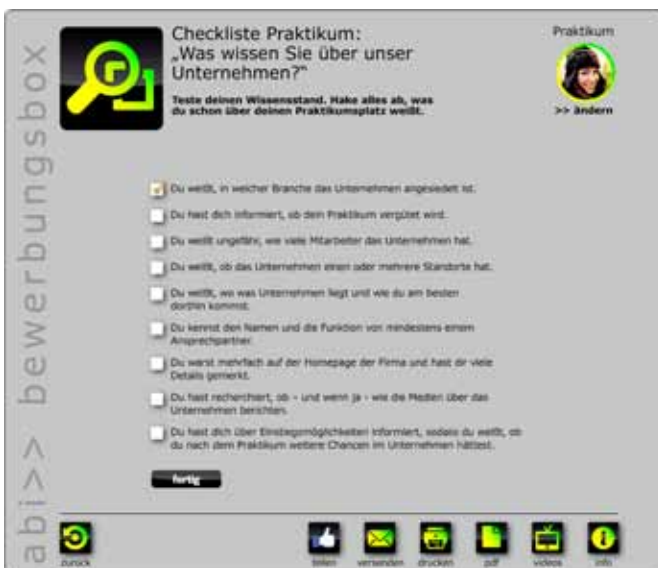 Checkliste Praktikum:
„Was wissen Sie über unser
Unternehmen?"
Teste deinen Wissensstand. Hake alles ab, was
du schon über deinen Praktikumsplatz weißt.
Praktikum
>> ändern
abi>> bewerbungsbox
Du weißt, in welcher Branche das Unternehmen angesiedelt ist.
Du hast dich informiert, ob dein Praktikum vergütet wird.
Du weißt ungefähr, wie viele Mitarbeiter das Unternehmen hat.
Du weißt, ob das Unternehmen einen oder mehrere Standorte hat.
Du weißt, wo was Unternehmen liegt und wie du am besten
dorthin kommst.
Du kennst den Namen und die Funktion von mindestens einem
Ansprechpartner.
Du warst mehrfach auf der Homepage der Firma und hast dir viele
Details gemerkt.
Du hast recherchiert, ob – und wenn ja - wie die Medien über das
Unternehmen berichten.
Du hast dich über Einstiegsmöglichkeiten informiert, sodass du weißt, ob
du nach dem Praktikum weitere Chancen im Unternehmen hättest.
fertig
zurück
teilen versenden drucken pdf videos info